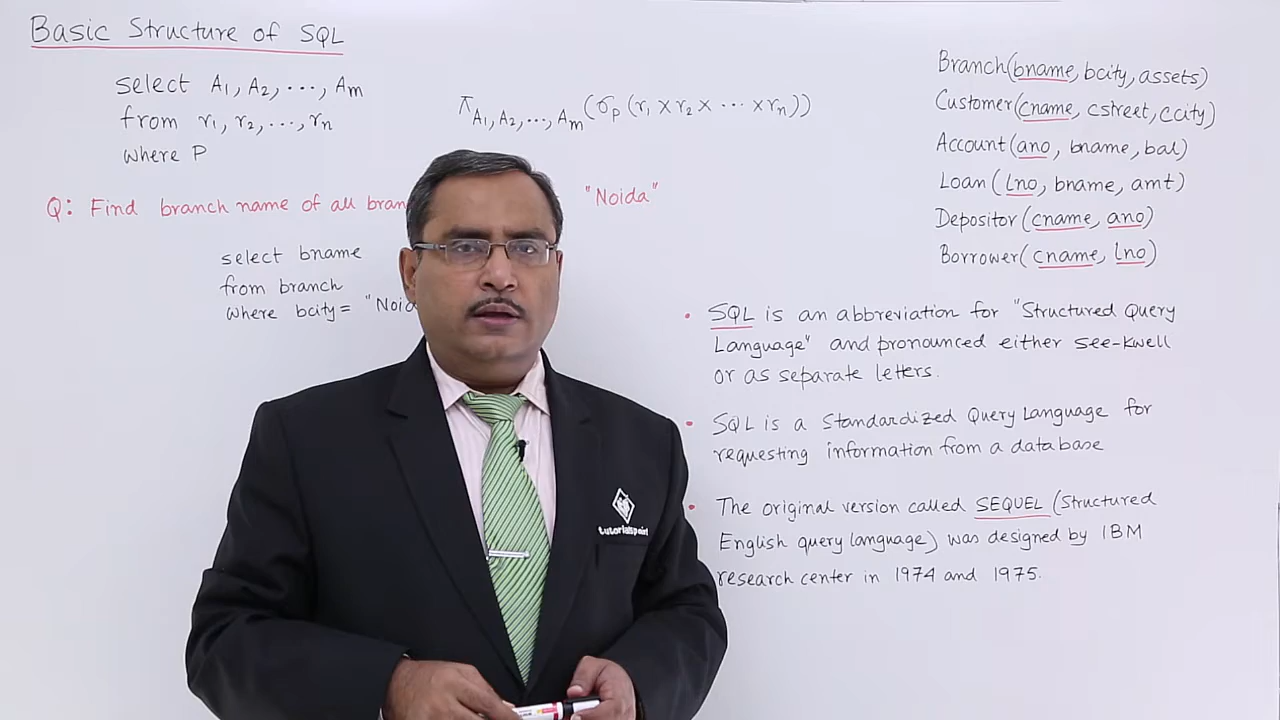 Basic Structure of SQL
select A1, A2, ..., Am
from r1, r2, ..., rn
where P
π A1, A2, ..., Am (σp (r1 × r2 × ... × rn))
Q: Find branch name of all "Noida"
select bname
from branch
where bcity = "Noid
Branch(bname, bcity, assets)
Customer(cname, cstreet, ccity)
Account(ano, bname, bal)
Loan (lno, bname, amt)
Depositor (cname, ano)
Borrower(cname, lno)
• SQL is an abbreviation for "Structured Query
Language" and pronounced either see-kwell
or as separate letters.
• SQL is a Standardized Query Language for
requesting information from a database
• The original version called SEQUEL (Structured
English query language) was designed by IBM
research center in 1974 and 1975.
tutorialspoint